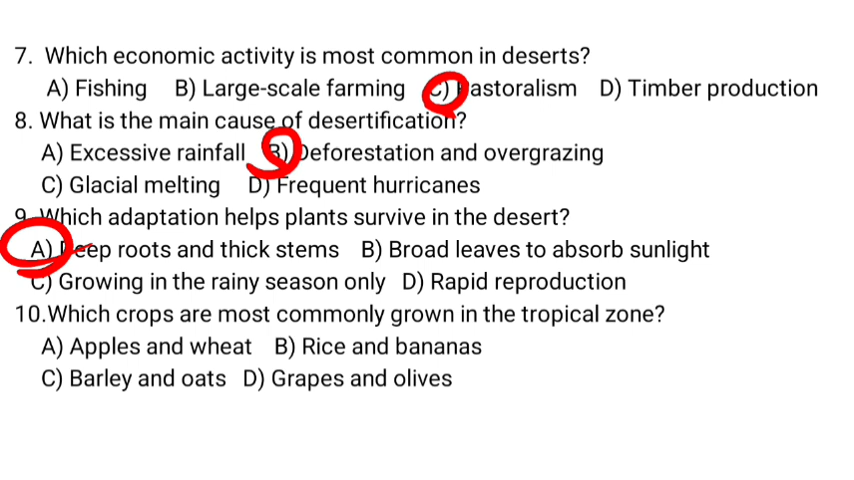 7. Which economic activity is most common in deserts?
A) Fishing B) Large-scale farming C) Pastoralism D) Timber production
8. What is the main cause of desertification?
A) Excessive rainfall B) Deforestation and overgrazing
C) Glacial melting D) Frequent hurricanes
9. Which adaptation helps plants survive in the desert?
A) Deep roots and thick stems B) Broad leaves to absorb sunlight
C) Growing in the rainy season only D) Rapid reproduction
10.Which crops are most commonly grown in the tropical zone?
A) Apples and wheat B) Rice and bananas
C) Barley and oats D) Grapes and olives